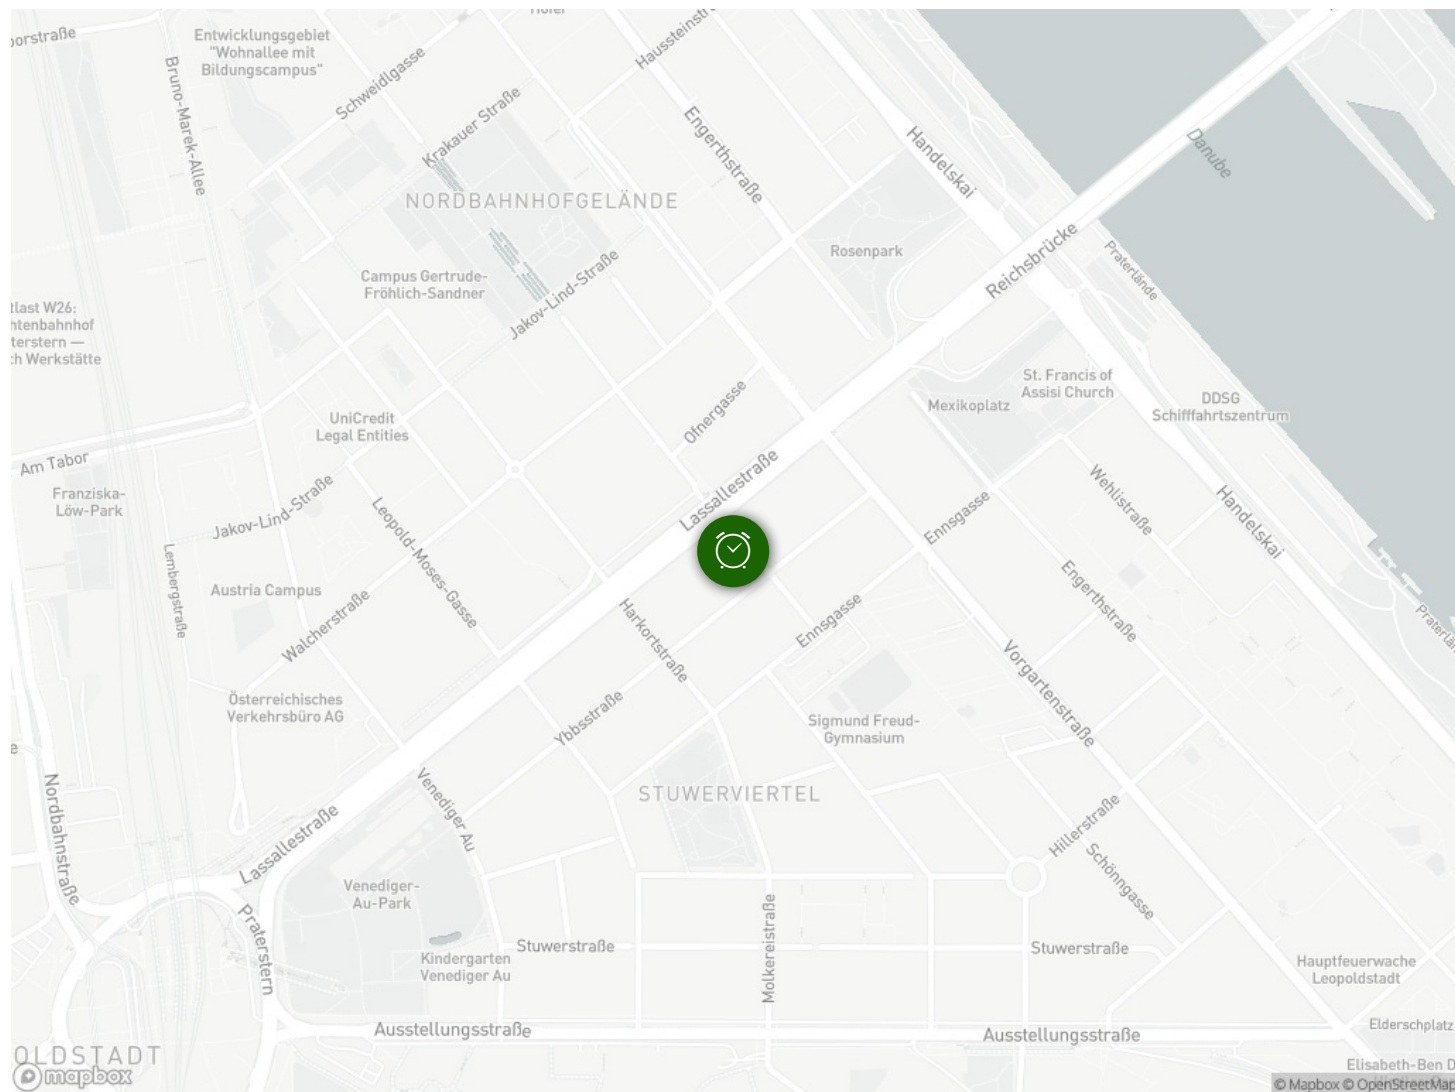 Entwicklungsgebiet
"Wohnallee mit
Bildungscampus"
Bruno-Marek-Allee
Schweidlgasse
Krakauer Straße
Engerthstraße
Handelskai
Danube
NORDBAHNHOFGELÄNDE
Rosenpark
Reichsbrücke
Praterlände
Campus Gertrude-
Fröhlich-Sandner
Jakov-Lind-Straße
UniCredit
Legal Entities
Ofnergasse
St. Francis of
Assisi Church
Mexikoplatz
DDSG
Schifffahrtszentrum
Am Tabor
Franziska-
Löw-Park
Jakov-Lind-Straße
Leopold-Moses-Gasse
Lassallestraße
Ennsgasse
Wehlistraße
Handelskai
Lembergstraße
Austria Campus
Walcherstraße
Harkortstraße
Ennsgasse
Engerthstraße
Österreichisches
Verkehrsbüro AG
Ybbsstraße
Sigmund Freud-
Gymnasium
Vorgartenstraße
Nordbahnstraße
Venediger Au
STUWERVIERTEL
Hillerstraße
Schönngasse
Lassallestraße
Venediger-
Au-Park
Praterstern
Kindergarten
Venediger Au
Stuwerstraße
Molkereistraße
Stuwerstraße
Hauptfeuerwache
Leopoldstadt
Ausstellungsstraße
Ausstellungsstraße
Elderschplatz
OLDSTADT
mapbox
© Mapbox © OpenStreetMap